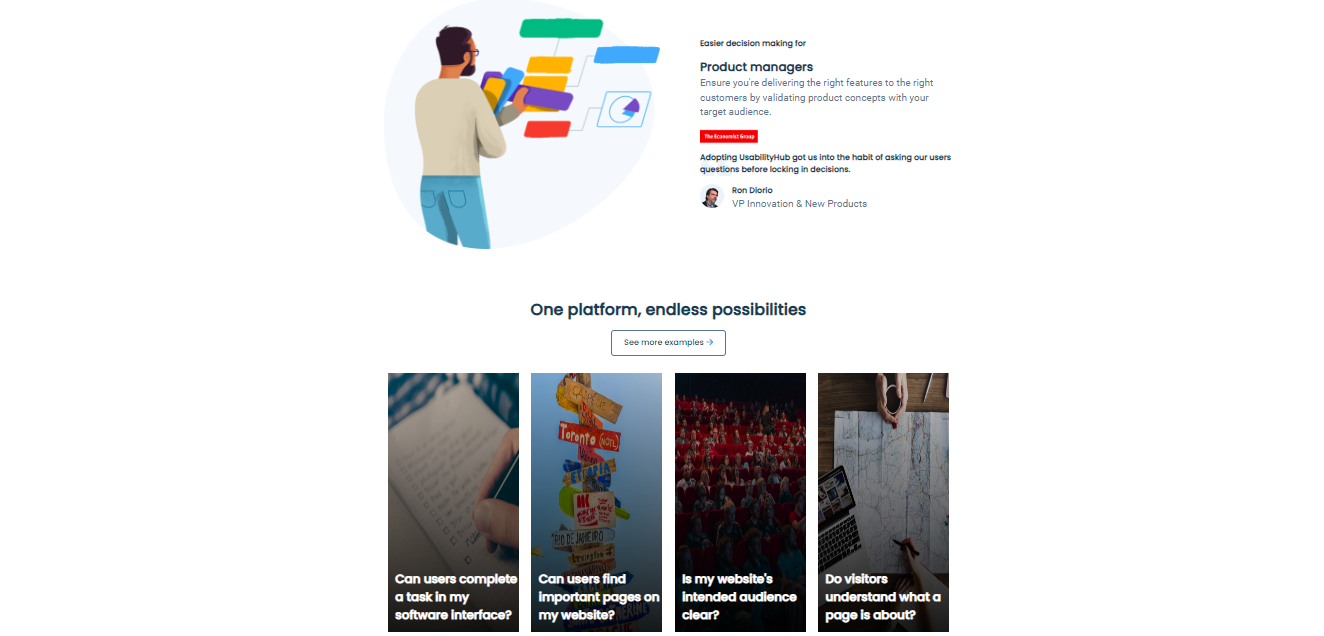 Easier decision making for
Product managers
Ensure you're delivering the right features to the right
customers by validating product concepts with your
target audience.
The Economist Group
Adopting UsabilityHub got us into the habit of asking our users
questions before locking in decisions.
Ron Diorio
VP Innovation & New Products
One platform, endless possibilities
See more examples →
Can users complete
a task in my
software interface?
Toronto
RIO DE JANEIRO
Can users find
important pages on
my website?
Is my website's
intended audience
clear?
Do visitors
understand what a
page is about?